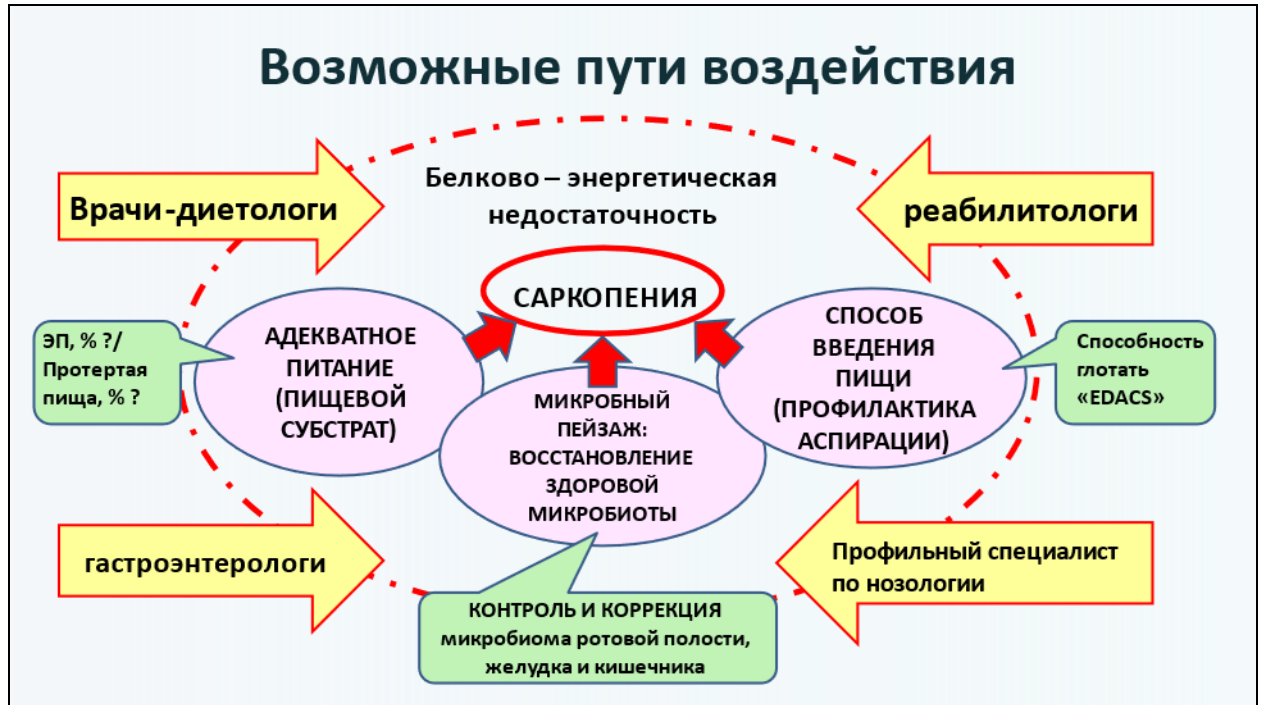 Возможные пути воздействия
Белково – энергетическая
недостаточность
Врачи-диетологи
реабилитологи
САРКОПЕНИЯ
ЭП, % ?/
Протертая
пища, % ?
АДЕКВАТНОЕ
ПИТАНИЕ
(ПИЩЕВОЙ
СУБСТРАТ)
МИКРОБНЫЙ
ПЕЙЗАЖ:
ВОССТАНОВЛЕНИЕ
ЗДОРОВОЙ
МИКРОБИОТЫ
СПОСОБ
ВВЕДЕНИЯ
ПИЩИ
(ПРОФИЛАКТИКА
АСПИРАЦИИ)
Способность
глотать
«EDACS»
гастроэнтерологи
Профильный специалист
по нозологии
КОНТРОЛЬ И КОРРЕКЦИЯ
микробиома ротовой полости,
желудка и кишечника